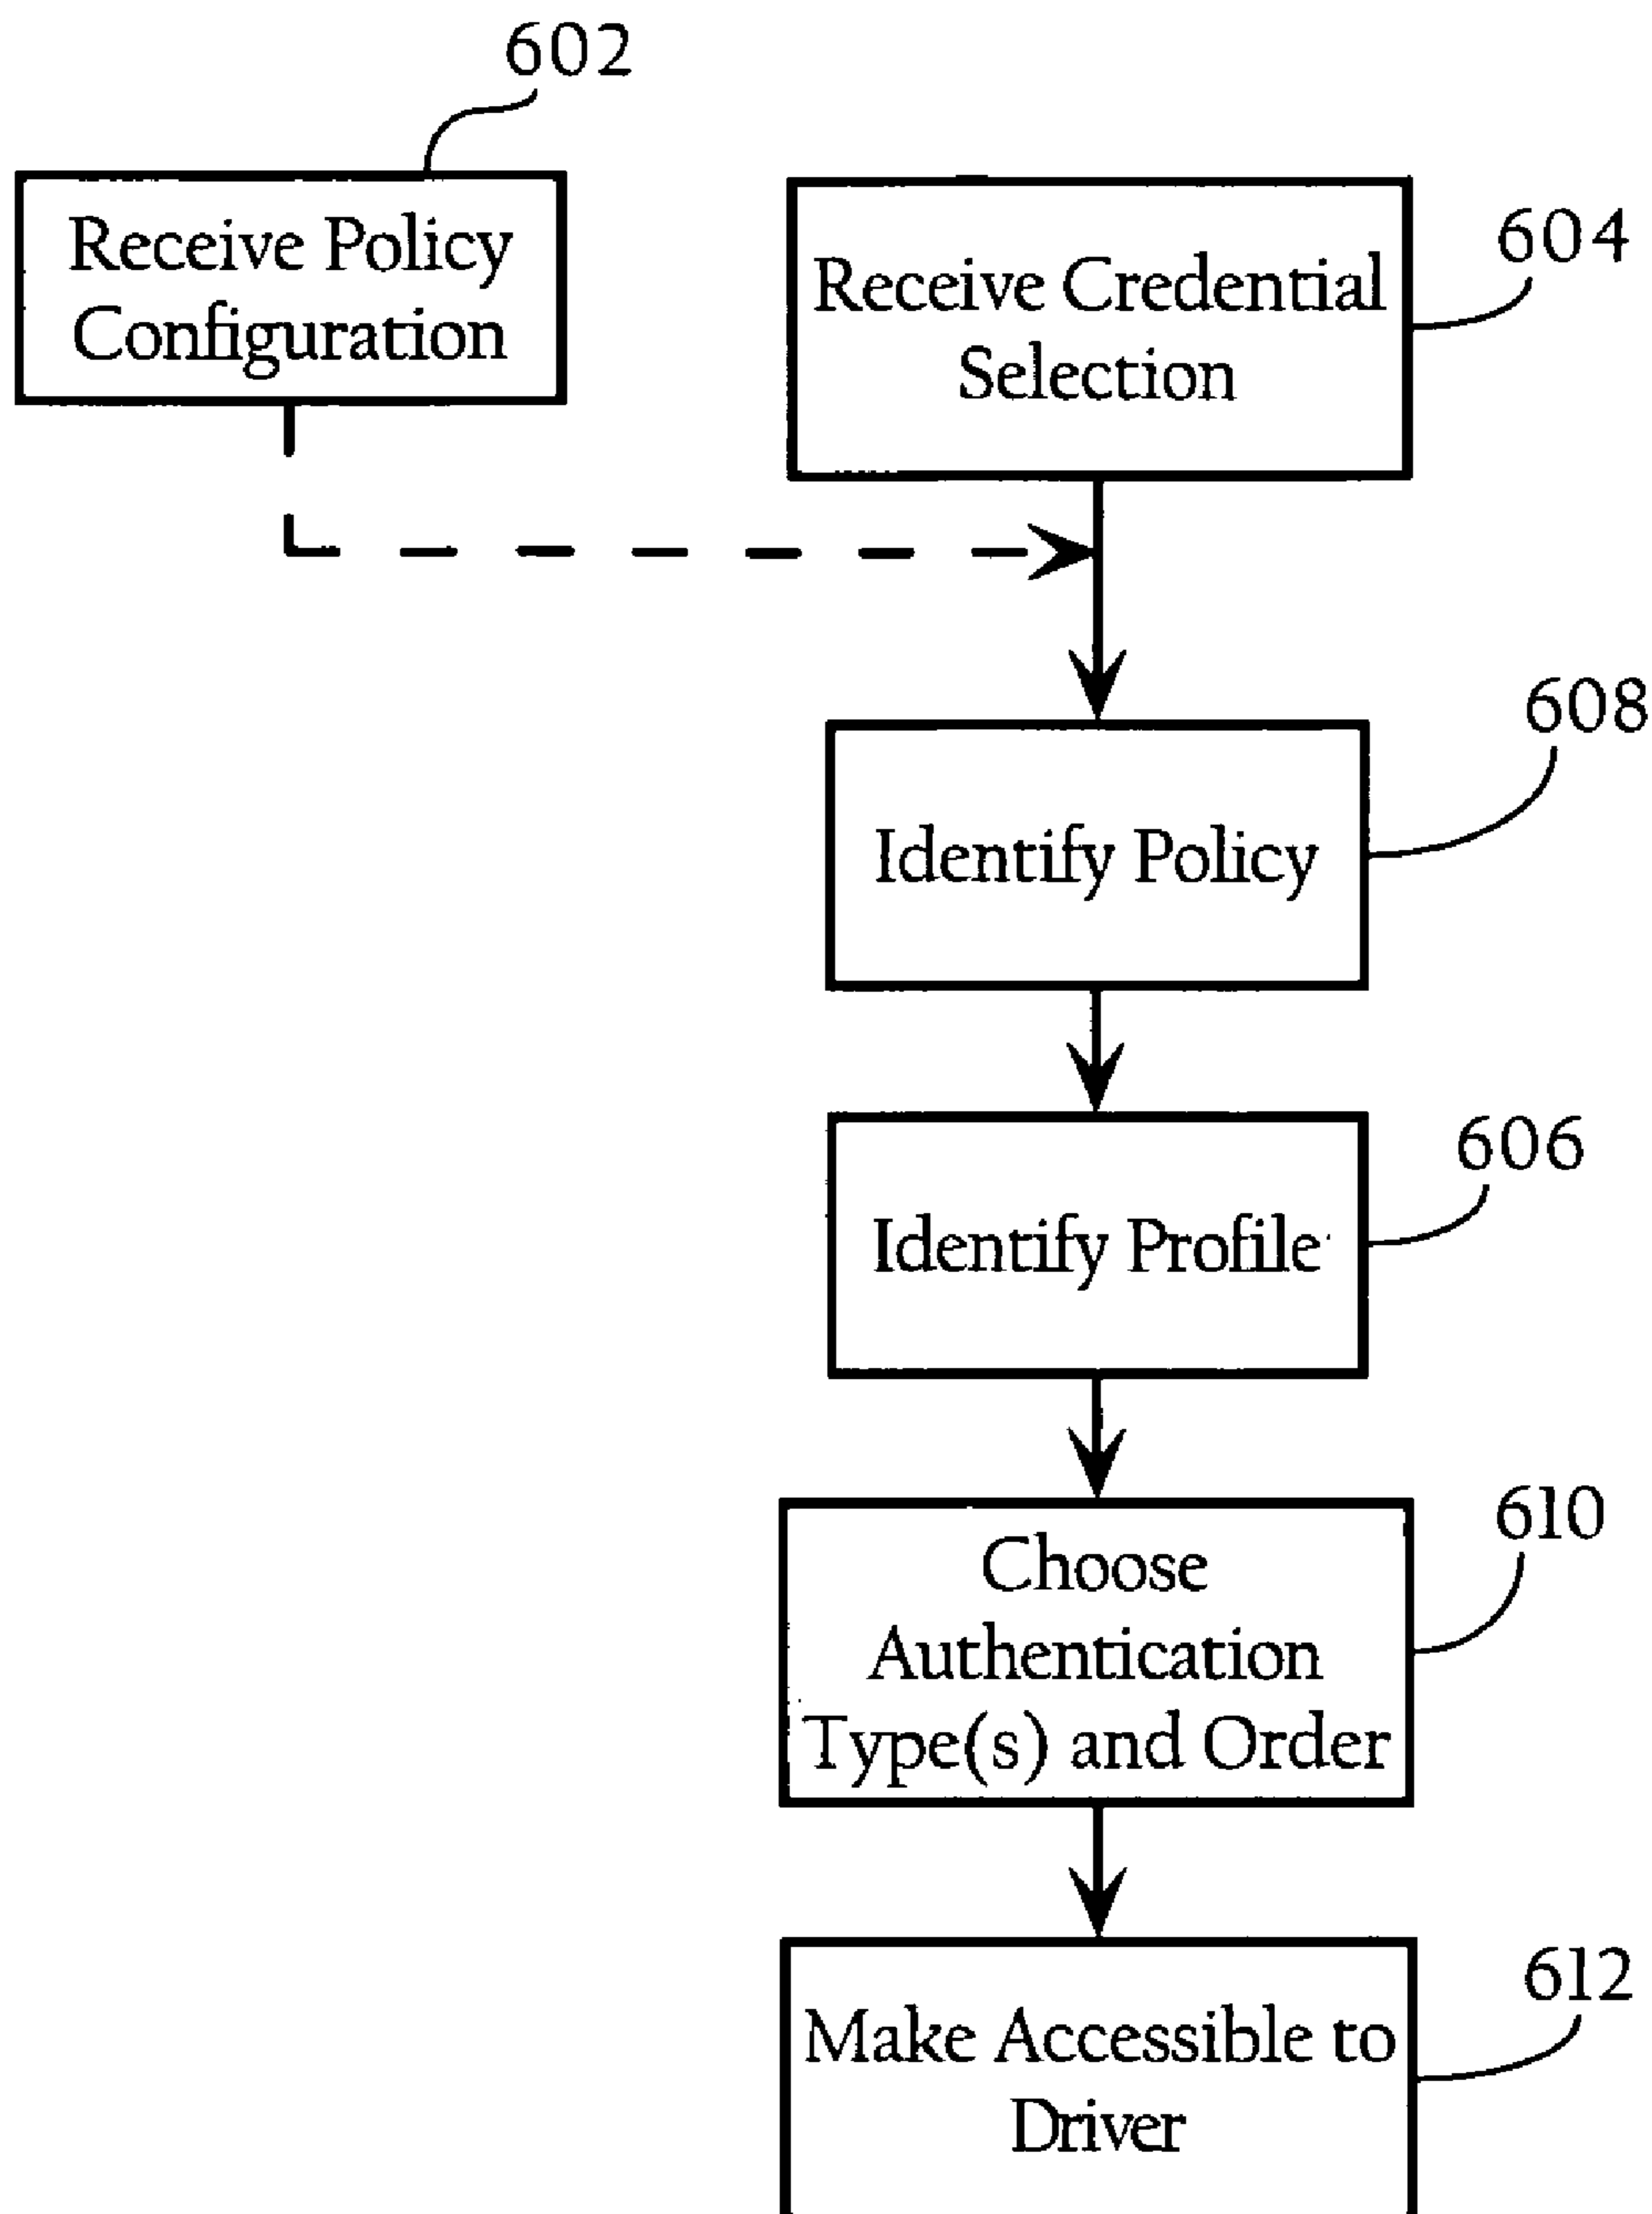 602
Receive Policy
Configuration
604
Receive Credential
Selection
608
Identify Policy
606
Identify Profile
610
Choose
Authentication
Type(s) and Order
612
Make Accessible to
Driver